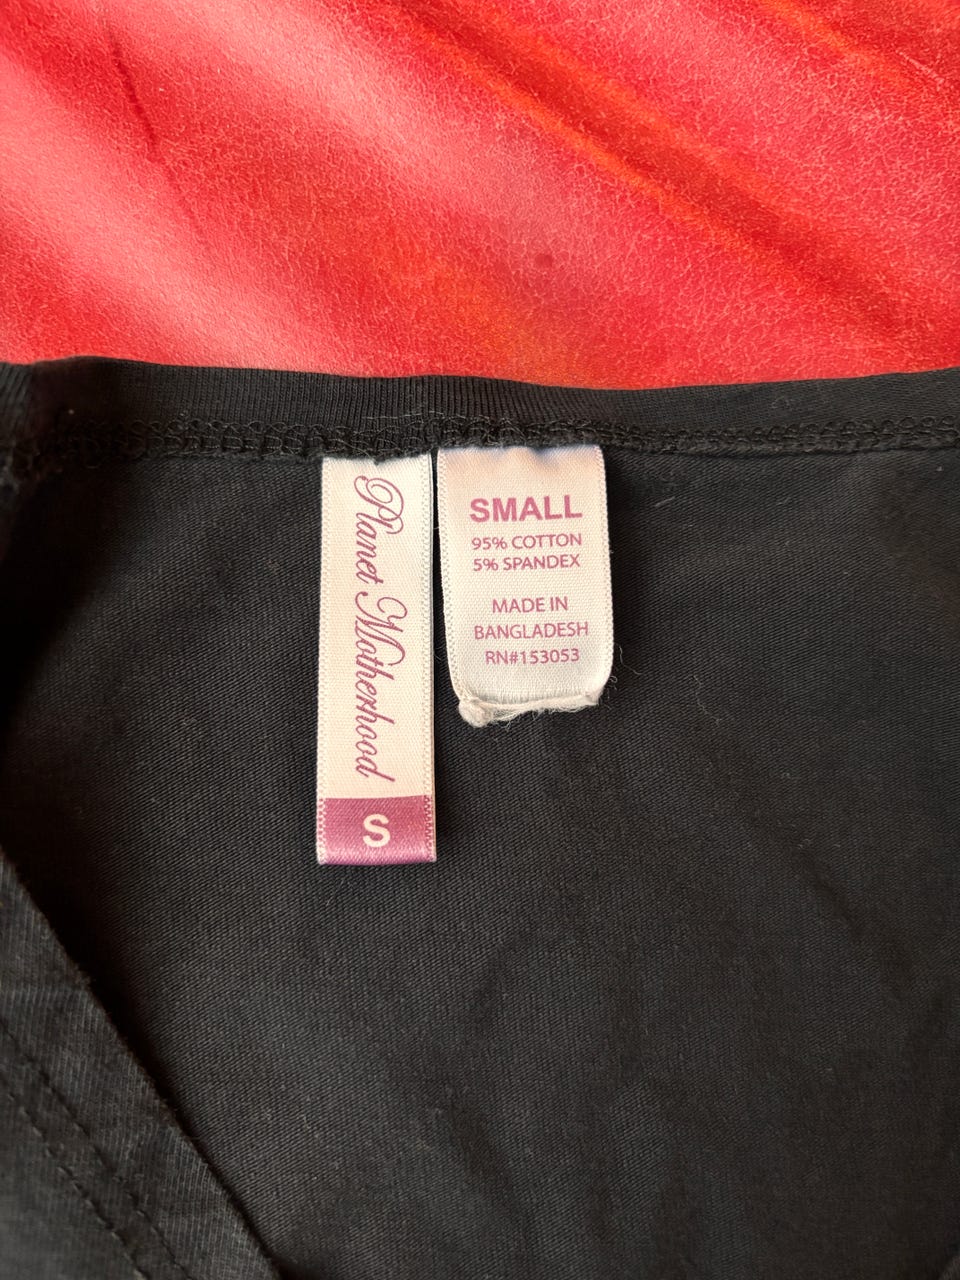 Planet Motherhood
S
SMALL
95% COTTON
5% SPANDEX
MADE IN
BANGLADESH
RN#153053